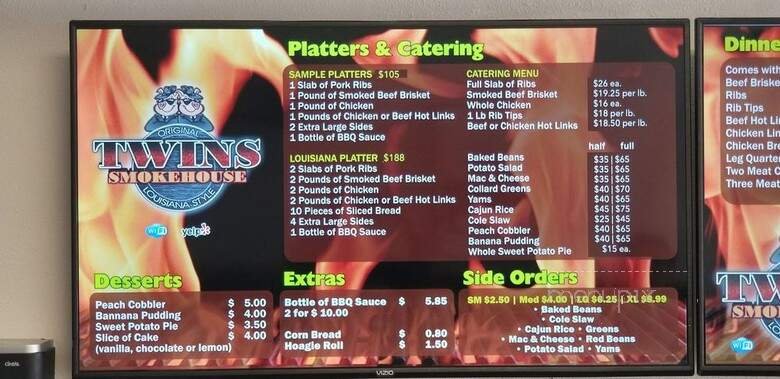 Platters & Catering
SAMPLE PLATTERS $105
1 Slab of Pork Ribs
1 Pound of Smoked Beef Brisket
1 Pound of Chicken
1 Pounds of Chicken or Beef Hot Links
2 Extra Large Sides
1 Bottle of BBQ Sauce
LOUISIANA PLATTER $188
2 Slabs of Pork Ribs
2 Pounds of Smoked Beef Brisket
2 Pounds of Chicken
2 Pounds of Chicken or Beef Hot Links
10 Pieces of Sliced Bread
4 Extra Large Sides
1 Bottle of BBQ Sauce
CATERING MENU
Full Slab of Ribs $26 ea.
Smoked Beef Brisket $19.25 per lb.
Whole Chicken $16 ea.
1 Lb Rib Tips $18 per lb.
Beef or Chicken Hot Links $18.50 per lb.
half full
Baked Beans $35 | $65
Potato Salad $35 | $65
Mac & Cheese $35 | $65
Collard Greens $40 | $70
Yams $40 | $65
Cajun Rice $45 | $75
Cole Slaw $25 | $45
Peach Cobbler $40 | $65
Banana Pudding $40 | $65
Whole Sweet Potato Pie $15 ea.
ORIGINAL
TWINS
SMOKEHOUSE
LOUISIANA STYLE
WiFi yelp
Desserts
Peach Cobbler $ 5.00
Bannana Pudding $ 4.00
Sweet Potato Pie $ 3.50
Slice of Cake $ 4.00
(vanilla, chocolate or lemon)
Extras
Bottle of BBQ Sauce $ 5.85
2 for $ 10.00
Corn Bread $ 0.80
Hoagie Roll $ 1.50
Side Orders
SM $2.50 | Med $4.00 | LG $6.25 | XL $8.99
• Baked Beans
• Cole Slaw
• Cajun Rice • Greens
• Mac & Cheese • Red Beans
• Potato Salad • Yams
VIZIO
Dinne
Comes with
Beef Briske
Ribs
Rib Tips
Beef Hot Li
Chicken Lin
Chicken Bre
Leg Quarte
Two Meat C
Three Meat
TW
SMO
WiFi